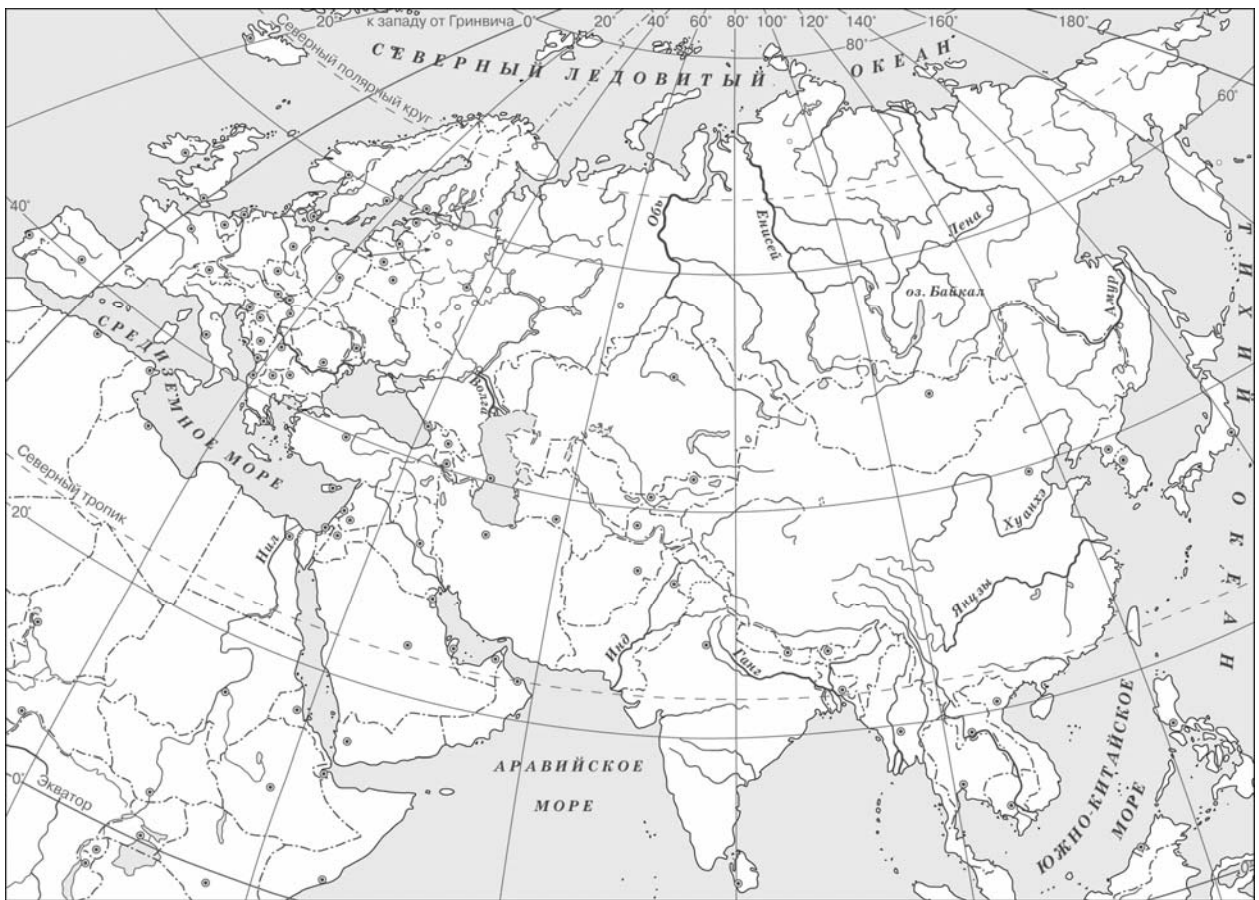 20° к западу от Гринвича 0° 20° 40° 60° 80° 100° 120° 140° 160° 180°
80°
60°
40°
20°
0°
0°
Северный полярный круг
СЕВЕРНЫЙ ЛЕДОВИТЫЙ ОКЕАН
ТИХИЙ ОКЕАН
Обь
Енисей
Лена
оз. Байкал
Амур
Волга
СРЕДИЗЕМНОЕ МОРЕ
Северный тропик
Нил
Хуанхэ
Янцзы
Инд
Ганг
АРАВИЙСКОЕ
МОРЕ
ЮЖНО-КИТАЙСКОЕ
МОРЕ
Экватор